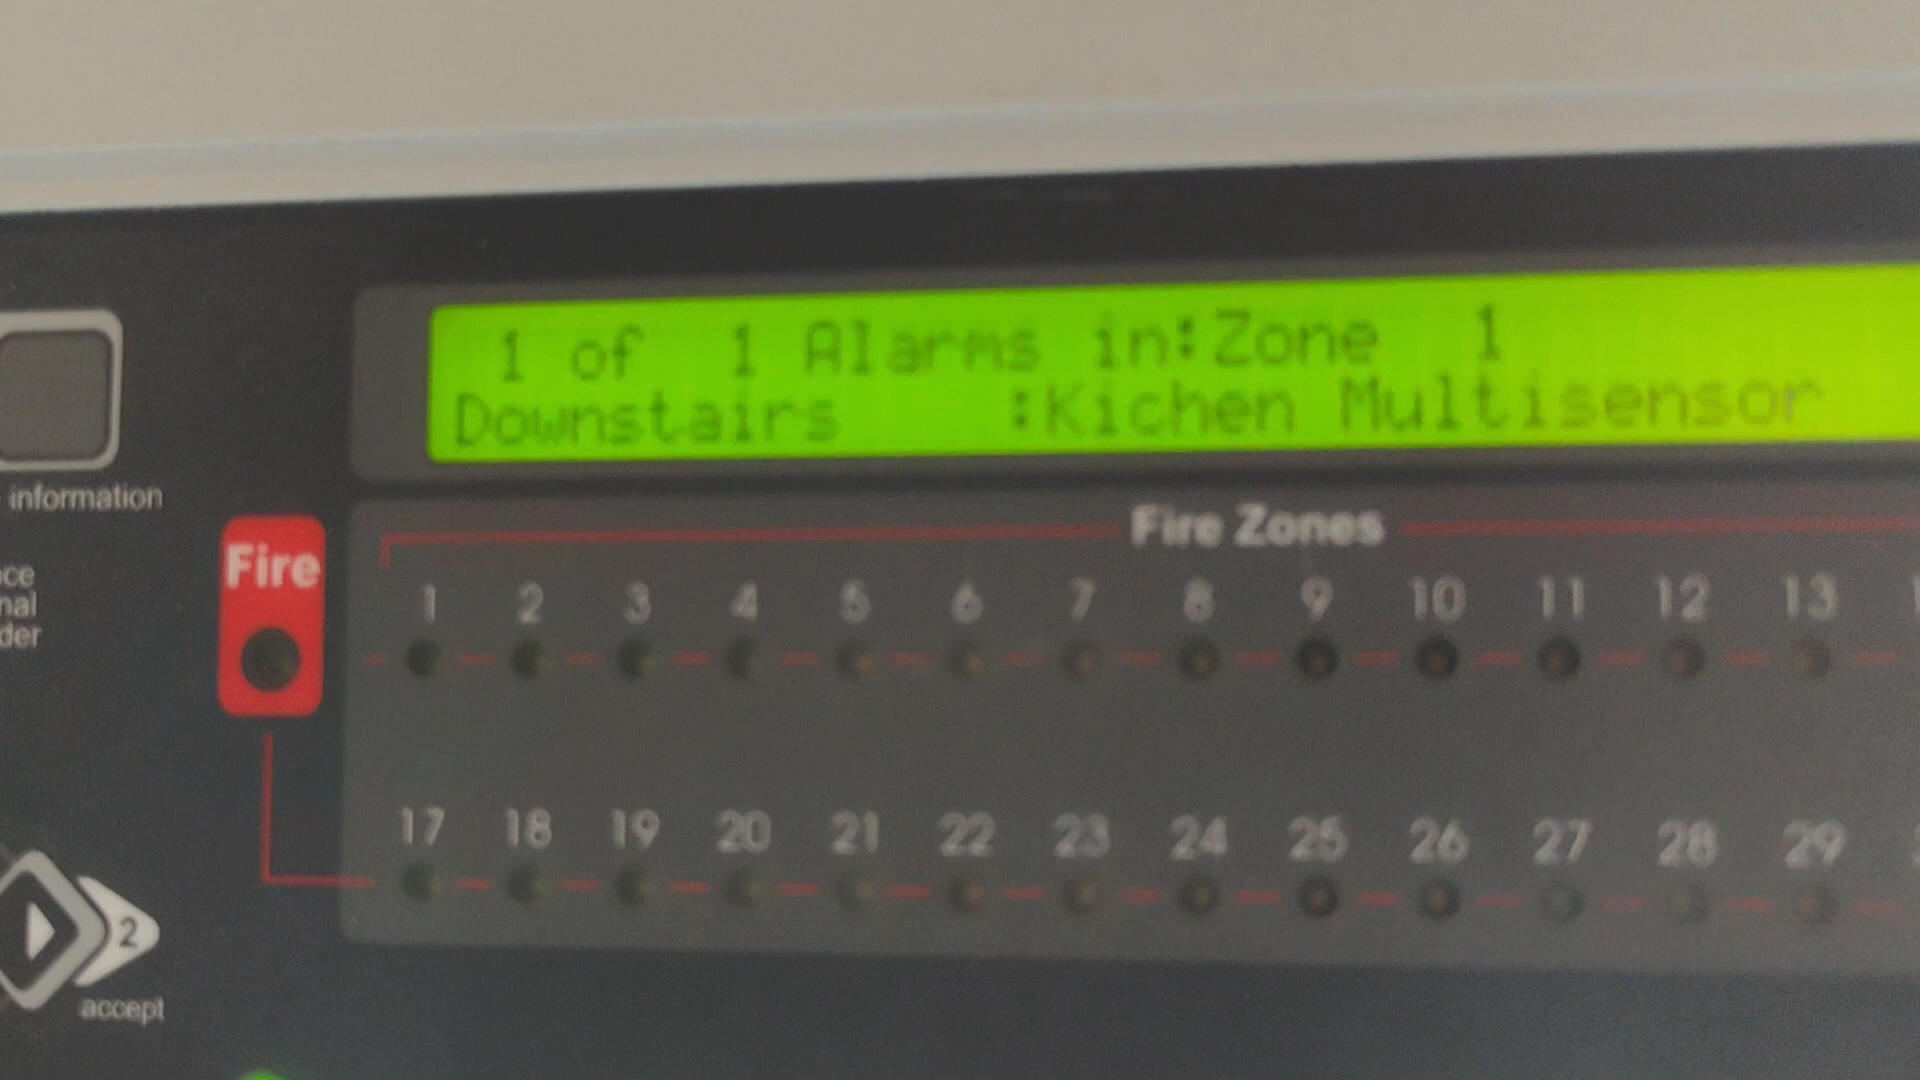 1 of 1 Alarms in:Zone 1
Downstairs :Kichen Multisensor
information
Fire Zones
Fire
1 2 3 4 5 6 7 8 9 10 11 12 13
17 18 19 20 21 22 23 24 25 26 27 28 29
2
accept